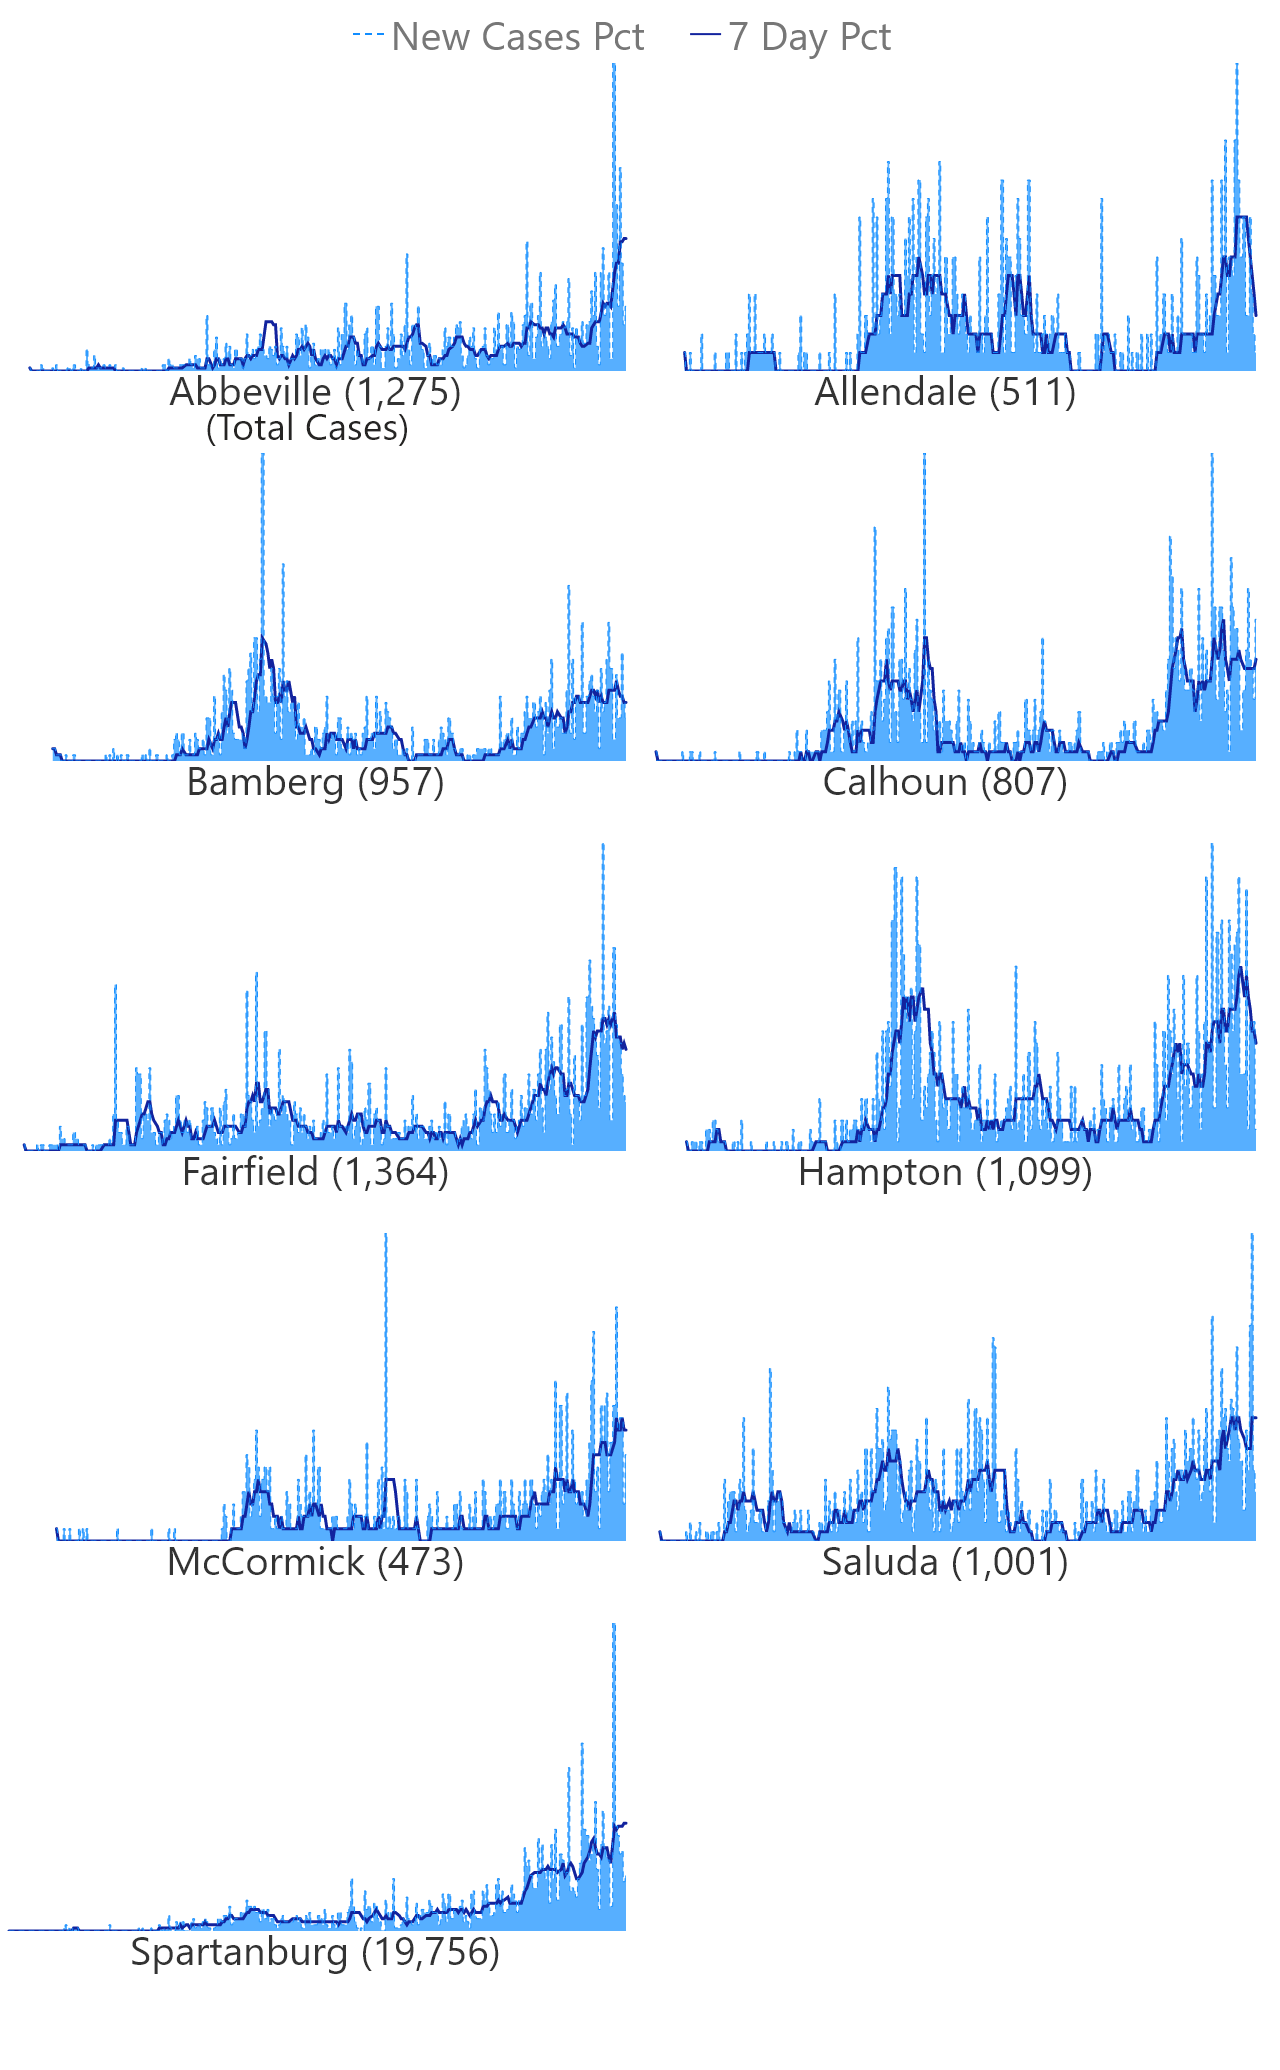 New Cases Pct 7 Day Pct
Abbeville (1,275) Allendale (511)
(Total Cases)
Bamberg (957) Calhoun (807)
Fairfield (1,364) Hampton (1,099)
McCormick (473) Saluda (1,001)
Spartanburg (19,756)